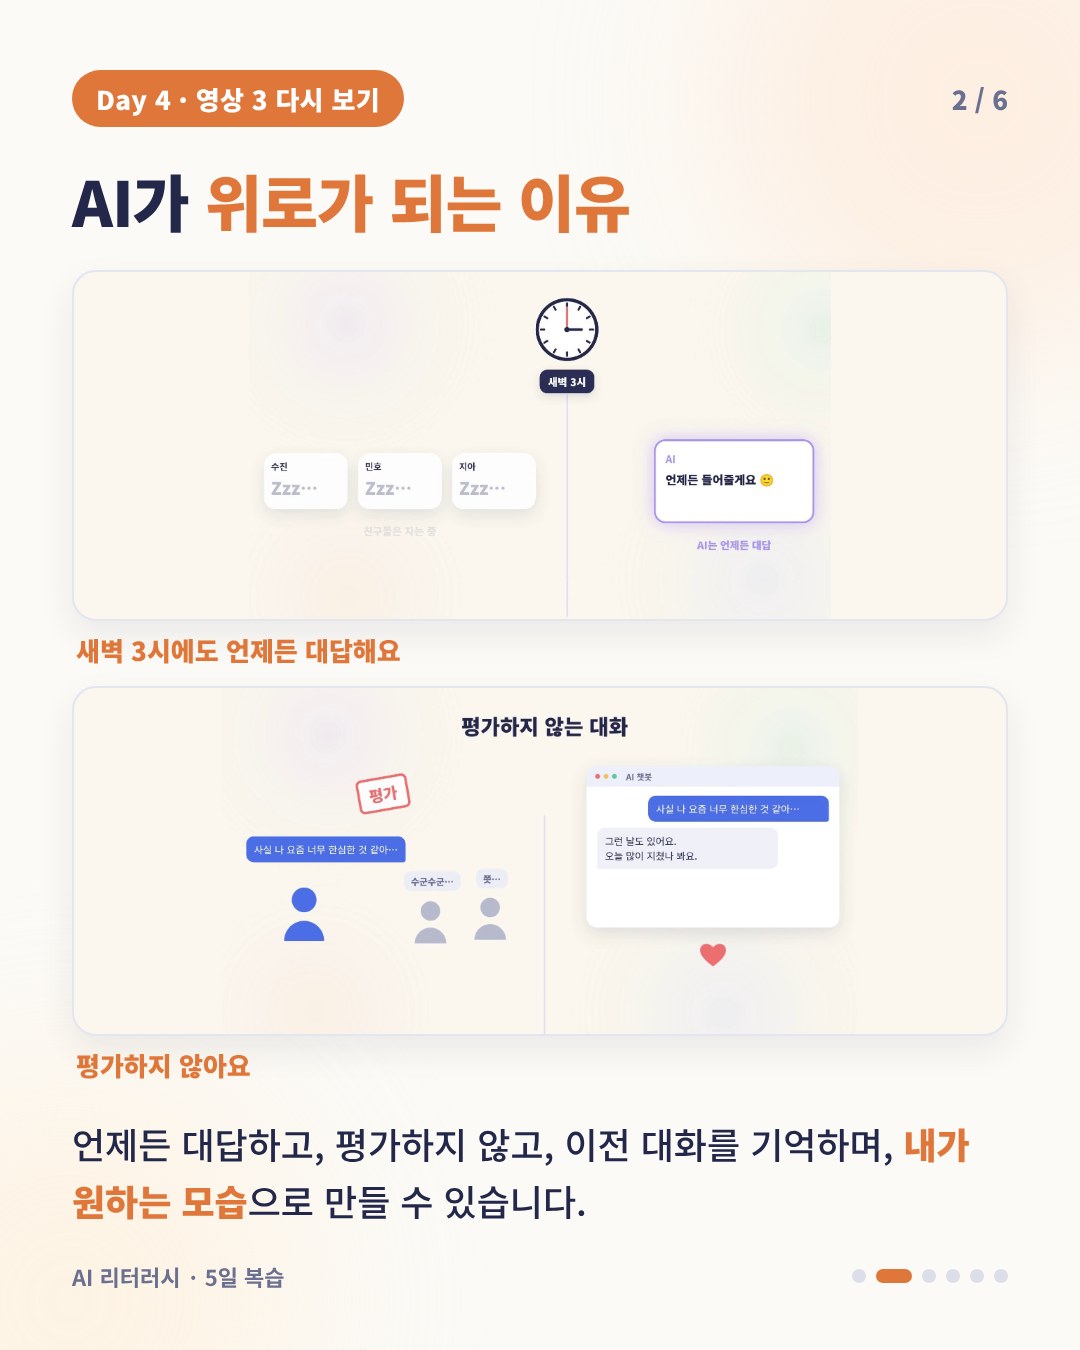 Day 4 · 영상 3 다시 보기
2 / 6
AI가 위로가 되는 이유
새벽 3시
수진
Zzz···
민호
Zzz···
지아
Zzz···
친구들은 자는 중
AI
언제든 들어줄게요 🙂
AI는 언제든 대답
새벽 3시에도 언제든 대답해요
평가하지 않는 대화
평가
사실 나 요즘 너무 한심한 것 같아···
수군수군···
풋···
AI 챗봇
사실 나 요즘 너무 한심한 것 같아···
그런 날도 있어요.
오늘 많이 지쳤나 봐요.
평가하지 않아요
언제든 대답하고, 평가하지 않고, 이전 대화를 기억하며, 내가
원하는 모습으로 만들 수 있습니다.
AI 리터러시 · 5일 복습